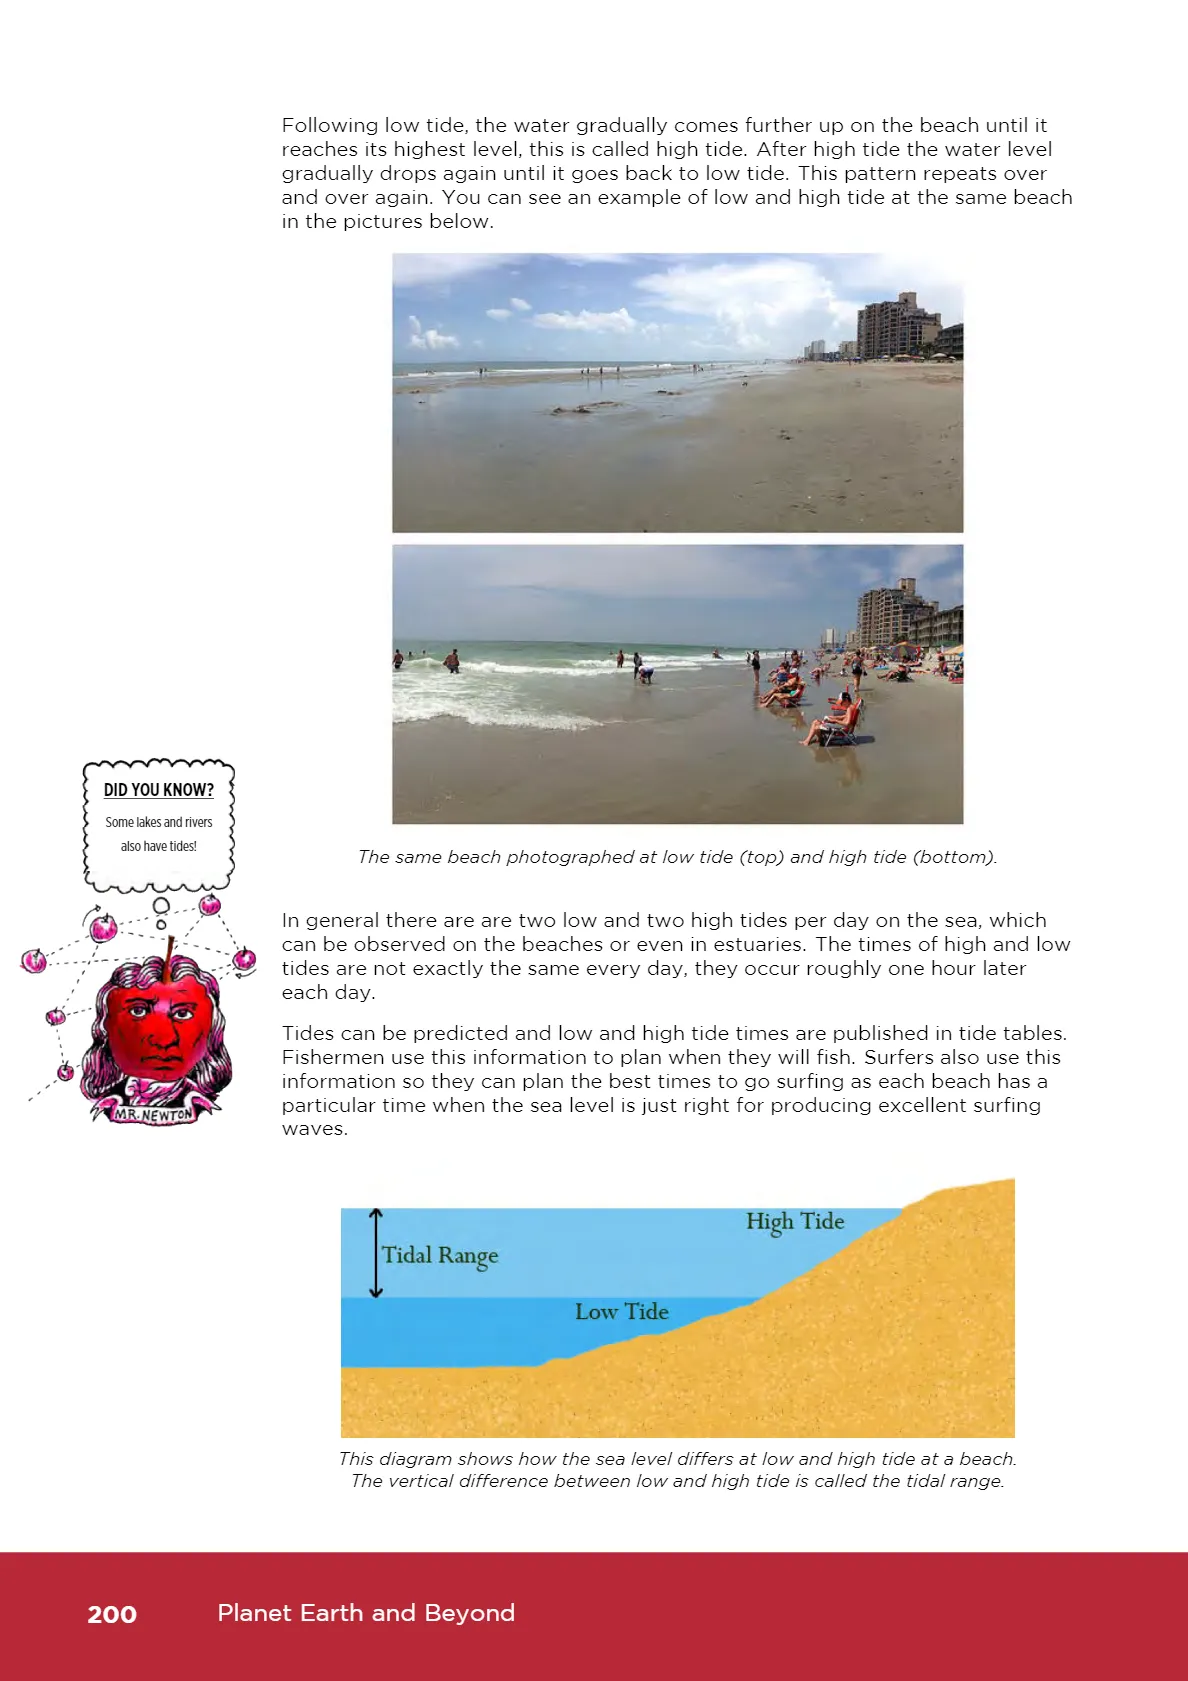 Following low tide, the water gradually comes further up on the beach until it
reaches its highest level, this is called high tide. After high tide the water level
gradually drops again until it goes back to low tide. This pattern repeats over
and over again. You can see an example of low and high tide at the same beach
in the pictures below.
The same beach photographed at low tide (top) and high tide (bottom).
DID YOU KNOW?
Some lakes and rivers
also have tides!
MR. NEWTON
In general there are are two low and two high tides per day on the sea, which
can be observed on the beaches or even in estuaries. The times of high and low
tides are not exactly the same every day, they occur roughly one hour later
each day.
Tides can be predicted and low and high tide times are published in tide tables.
Fishermen use this information to plan when they will fish. Surfers also use this
information so they can plan the best times to go surfing as each beach has a
particular time when the sea level is just right for producing excellent surfing
waves.
High Tide
Tidal Range
Low Tide
This diagram shows how the sea level differs at low and high tide at a beach.
The vertical difference between low and high tide is called the tidal range.
200 Planet Earth and Beyond